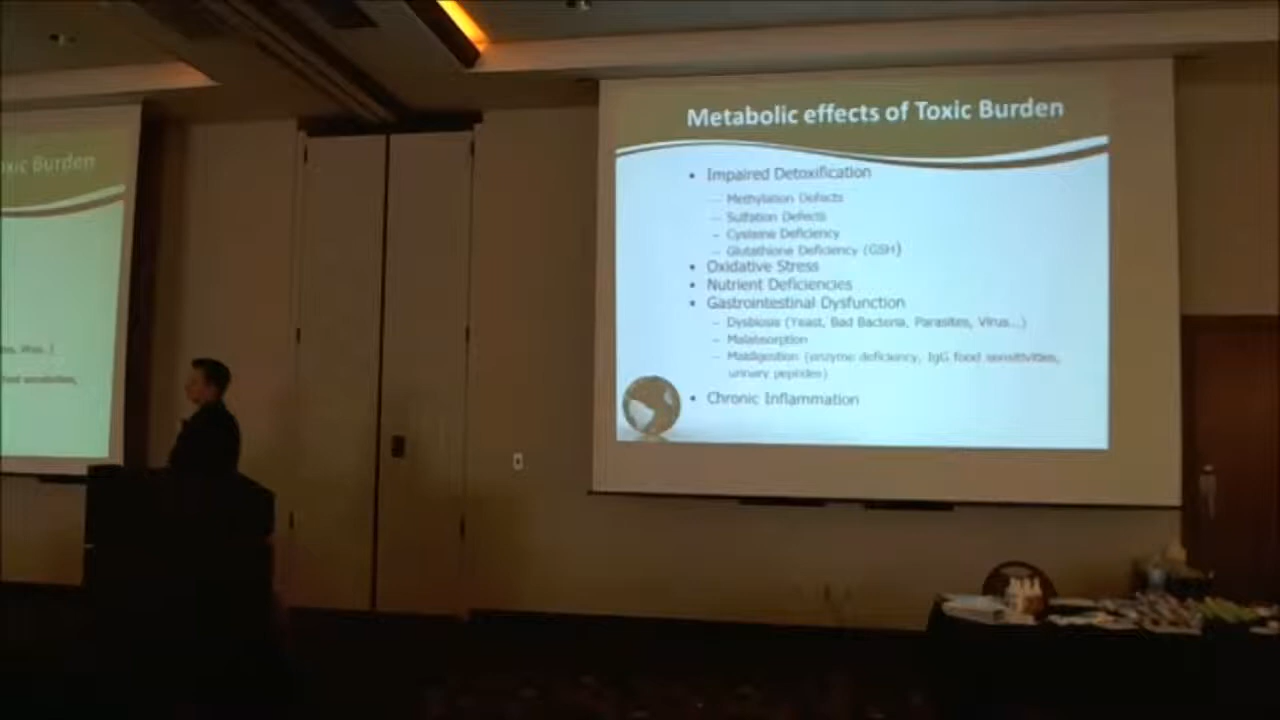 Metabolic effects of Toxic Burden
• Impaired Detoxification
– Methylation Defects
– Sulfation Defects
– Cysteine Deficiency
– Glutathione Deficiency (GSH)
• Oxidative Stress
• Nutrient Deficiencies
• Gastrointestinal Dysfunction
– Dysbiosis (Yeast, Bad Bacteria, Parasites, Virus...)
– Malabsorption
– Maldigestion (enzyme deficiency, IgG food sensitivities,
urinary peptides)
• Chronic Inflammation
Burden